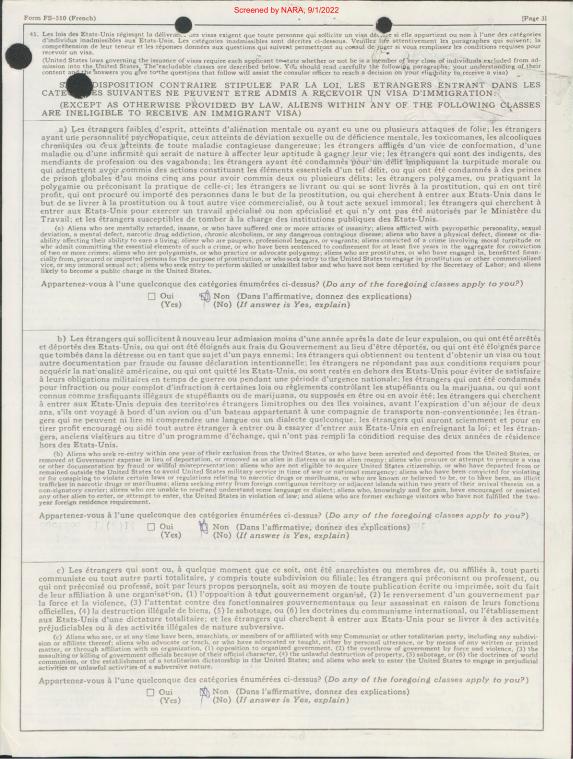 Screened by NARA, 9/1/2022
Form FS-510 (French) [Page 3]
41. Les lois des Etats-Unis régissant la délivrance des visas exigent que toute personne qui sollicite un visa déclare si elle appartient ou non à l'une des catégories
d'individus inadmissibles aux Etats-Unis. Les catégories inadmissibles sont décrites ci-dessous. Veuillez lire attentivement les paragraphes qui suivent; la
compréhension de leur teneur et les réponses données aux questions qui suivent permettront au consul de juger si vous remplissez les conditions requises pour
recevoir un visa.
(United States laws governing the issuance of visas require each applicant to state whether or not he is a member of any class of individuals excluded from ad-
mission into the United States. The excludable classes are described below. You should read carefully the following paragraphs; your understanding of their
content and the answers you give to the questions that follow will assist the consular officer to reach a decision on your eligibility to receive a visa)
DISPOSITION CONTRAIRE STIPULEE PAR LA LOI, LES ETRANGERS ENTRANT DANS LES
CATEGORIES SUIVANTES NE PEUVENT ETRE ADMIS A RECEVOIR UN VISA D'IMMIGRATION:
(EXCEPT AS OTHERWISE PROVIDED BY LAW, ALIENS WITHIN ANY OF THE FOLLOWING CLASSES
ARE INELIGIBLE TO RECEIVE AN IMMIGRANT VISA)
a) Les étrangers faibles d'esprit, atteints d'aliénation mentale ou ayant eu une ou plusieurs attaques de folie; les étrangers
ayant une personnalité psychopathique, ceux atteints de déviation sexuelle ou de déficience mentale, les toxicomanes, les alcooliques
chroniques ou ceux atteints de toute maladie contagieuse dangereuse; les étrangers affligés d'un vice de conformation, d'une
maladie ou d'une infirmité qui serait de nature à affecter leur aptitude à gagner leur vie; les étrangers qui sont des indigents, des
mendiants de profession ou des vagabonds; les étrangers ayant été condamnés pour un délit impliquant la turpitude morale ou
qui admettent avoir commis des actions constituant les éléments essentiels d'un tel délit, ou qui ont été condamnés à des peines
de prison globales d'au moins cinq ans pour avoir commis deux ou plusieurs délits; les étrangers polygames, ou pratiquant la
polygamie ou préconisant la pratique de celle-ci; les étrangers se livrant ou qui se sont livrés à la prostitution, qui en ont tiré
profit, qui ont procuré ou importé des personnes dans le but de la prostitution, ou qui cherchent à entrer aux Etats-Unis dans le
but de se livrer à la prostitution ou à tout autre vice commercialisé, ou à tout acte sexuel immoral; les étrangers qui cherchent à
entrer aux Etats-Unis pour exercer un travail spécialisé ou non spécialisé et qui n'y ont pas été autorisés par le Ministère du
Travail; et les étrangers susceptibles de tomber à la charge des institutions publiques des Etats-Unis.
(a) Aliens who are mentally retarded, insane, or who have suffered one or more attacks of insanity; aliens afflicted with psychopathic personality, sexual
deviation, a mental defect, narcotic drug addiction, chronic alcoholism, or any dangerous contagious disease; aliens who have a physical defect, disease or dis-
ability affecting their ability to earn a living; aliens who are paupers, professional beggars, or vagrants; aliens convicted of a crime involving moral turpitude or
who admit committing the essential elements of such a crime, or who have been sentenced to confinement for at least five years in the aggregate for conviction
of two or more crimes; aliens who are polygamists, or who practice or advocate polygamy; aliens who are prostitutes, or who have engaged in, benefitted finan-
cially from, procured or imported persons for the purpose of prostitution, or who seek entry to the United States to engage in prostitution or other commercialized
vice, or any immoral sexual act; aliens who seek entry to perform skilled or unskilled labor and who have not been certified by the Secretary of Labor; and aliens
likely to become a public charge in the United States.
Appartenez-vous à l'une quelconque des catégories énumérées ci-dessus? (Do any of the foregoing classes apply to you?)
Oui Non (Dans l'affirmative, donnez des explications)
(Yes) (No) (If answer is Yes, explain)
b) Les étrangers qui sollicitent à nouveau leur admission moins d'une année après la date de leur expulsion, ou qui ont été arrêtés
et déportés des Etats-Unis, ou qui ont été éloignés aux frais du Gouvernement au lieu d'être déportés, ou qui ont été éloignés parce
que tombés dans la détresse ou en tant que sujet d'un pays ennemi; les étrangers qui obtiennent ou tentent d'obtenir un visa ou tout
autre documentation par fraude ou fausse déclaration intentionnelle; les étrangers ne répondant pas aux conditions requises pour
acquérir la nationalité américaine, ou qui ont quitté les Etats-Unis, ou sont restés en dehors des Etats-Unis pour éviter de satisfaire
à leurs obligations militaires en temps de guerre ou pendant une période d'urgence nationale; les étrangers qui ont été condamnés
pour infraction ou pour complot d'infraction à certaines lois ou règlements contrôlant les stupéfiants ou la marijuana, ou qui sont
connus comme trafiquants illégaux de stupéfiants ou de marijuana, ou supposés en être ou en avoir été; les étrangers qui cherchent
à entrer aux Etats-Unis depuis des territoires étrangers limitrophes ou des îles voisines, avant l'expiration d'un séjour de deux
ans, s'ils ont voyagé à bord d'un avion ou d'un bateau appartenant à une compagnie de transports non-conventionnée; les étran-
gers qui ne peuvent ni lire ni comprendre une langue ou un dialecte quelconque; les étrangers qui auront sciemment et pour en
tirer profit encouragé ou aidé tout autre étranger à entrer ou à essayer d'entrer aux Etats-Unis en enfreignant la loi; et les étran-
gers, anciens visiteurs au titre d'un programme d'échange, qui n'ont pas rempli la condition requise des deux années de résidence
hors des Etats-Unis.
(b) Aliens who seek re-entry within one year of their exclusion from the United States, or who have been arrested and deported from the United States, or
removed at Government expense in lieu of deportation, or removed as an alien in distress or as an alien enemy; aliens who procure or attempt to procure a visa
or other documentation by fraud or willful misrepresentation; aliens who are not eligible to acquire United States citizenship, or who have departed from or
remained outside the United States to avoid United States military service in time of war or national emergency; aliens who have been convicted of violating
or for conspiring to violate certain laws or regulations relating to narcotic drugs or marihuana, or who are known or believed to be, or to have been, an illicit
trafficker in narcotic drugs or marihuana; aliens seeking entry from foreign contiguous territory or adjacent islands within two years of their arrival therein on a
non-signatory carrier; aliens who are unable to read and understand some language or dialect; aliens who, knowingly and for gain, have encouraged or assisted
any other alien to enter, or attempt to enter, the United States in violation of law; and aliens who are former exchange visitors who have not fulfilled the two-
year foreign residence requirement.
Appartenez-vous à l'une quelconque des catégories énumérées ci-dessus? (Do any of the foregoing classes apply to you?)
Oui Non (Dans l'affirmative, donnez des explications)
(Yes) (No) (If answer is Yes, explain)
c) Les étrangers qui sont ou, à quelque moment que ce soit, ont été anarchistes ou membres de, ou affiliés à, tout parti
communiste ou tout autre parti totalitaire, y compris toute subdivision ou filiale; les étrangers qui préconisent ou professent, ou
qui ont préconisé ou professé, soit par leurs propos personnels, soit au moyen de toute publication écrite ou imprimée, soit du fait
de leur affiliation à une organisation, (1) l'opposition à tout gouvernement organisé, (2) le renversement d'un gouvernement par
la force et la violence, (3) l'attentat contre des fonctionnaires gouvernementaux ou leur assassinat en raison de leurs fonctions
officielles, (4) la destruction illégale de biens, (5) le sabotage, ou (6) les doctrines du communisme international, ou l'établissement
aux Etats-Unis d'une dictature totalitaire; et les étrangers qui cherchent à entrer aux Etats-Unis pour se livrer à des activités
préjudiciables ou à des activités illégales de nature subversive.
(c) Aliens who are, or at any time have been, anarchists, or members of or affiliated with any Communist or other totalitarian party, including any subdivi-
sion or affiliate thereof; aliens who advocate or teach, or who have advocated or taught, either by personal utterance, or by means of any written or printed
matter, or through affiliation with an organization, (1) opposition to organized government, (2) the overthrow of government by force and violence, (3) the
assaulting or killing of government officials because of their official character, (4) the unlawful destruction of property, (5) sabotage, or (6) the doctrines of world
communism, or the establishment of a totalitarian dictatorship in the United States; and aliens who seek to enter the United States to engage in prejudicial
activities or unlawful activities of a subversive nature.
Appartenez-vous à l'une quelconque des catégories énumérées ci-dessus? (Do any of the foregoing classes apply to you?)
Oui Non (Dans l'affirmative, donnez des explications)
(Yes) (No) (If answer is Yes, explain)